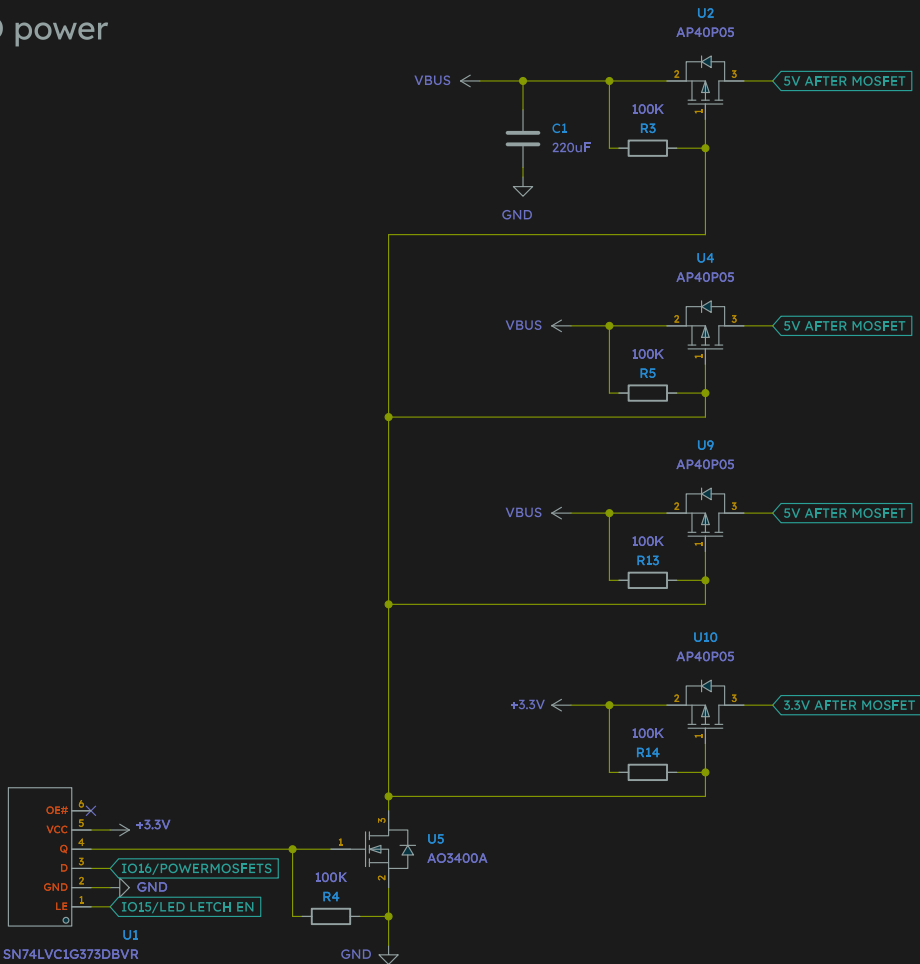 power
U2
AP40P05
VBUS
2
3
5V AFTER MOSFET
1
100K
R3
C1
220uF
GND
U4
AP40P05
VBUS
2
3
5V AFTER MOSFET
1
100K
R5
U9
AP40P05
VBUS
2
3
5V AFTER MOSFET
1
100K
R13
U10
AP40P05
+3.3V
2
3
3.3V AFTER MOSFET
1
100K
R14
OE# 6
VCC 5 +3.3V
Q 4
D 3 IO16/POWERMOSFETS
GND 2 GND
LE 1 IO15/LED LETCH EN
U1
SN74LVC1G373DBVR
3
1
2
U5
AO3400A
100K
R4
GND